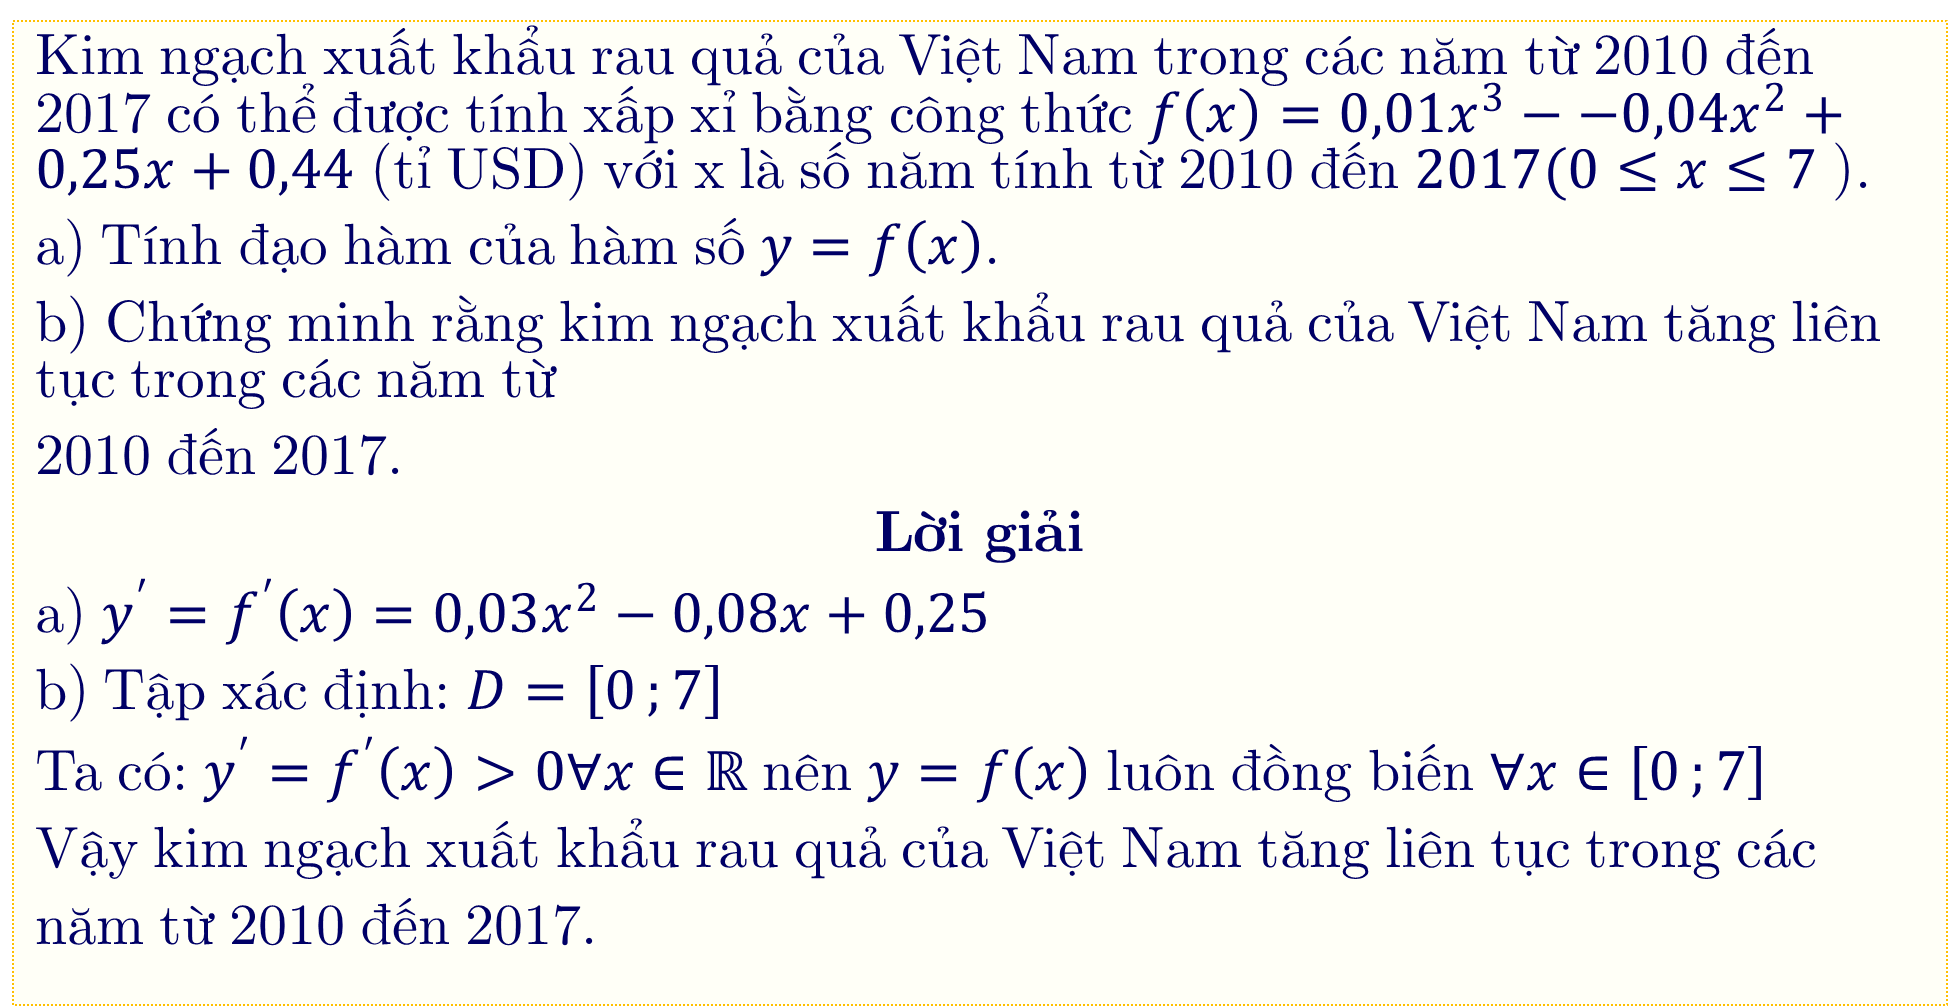 Kim ngạch xuất khẩu rau quả của Việt Nam trong các năm từ 2010 đến
2017 có thể được tính xấp xỉ bằng công thức f(x) = 0,01x³ − −0,04x² +
0,25x + 0,44 (tỉ USD) với x là số năm tính từ 2010 đến 2017(0 ≤ x ≤ 7 ).
a) Tính đạo hàm của hàm số y = f(x).
b) Chứng minh rằng kim ngạch xuất khẩu rau quả của Việt Nam tăng liên
tục trong các năm từ
2010 đến 2017.
Lời giải
a) y′ = f′(x) = 0,03x² − 0,08x + 0,25
b) Tập xác định: D = [0 ; 7]
Ta có: y′ = f′(x) > 0∀x ∈ ℝ nên y = f(x) luôn đồng biến ∀x ∈ [0 ; 7]
Vậy kim ngạch xuất khẩu rau quả của Việt Nam tăng liên tục trong các
năm từ 2010 đến 2017.